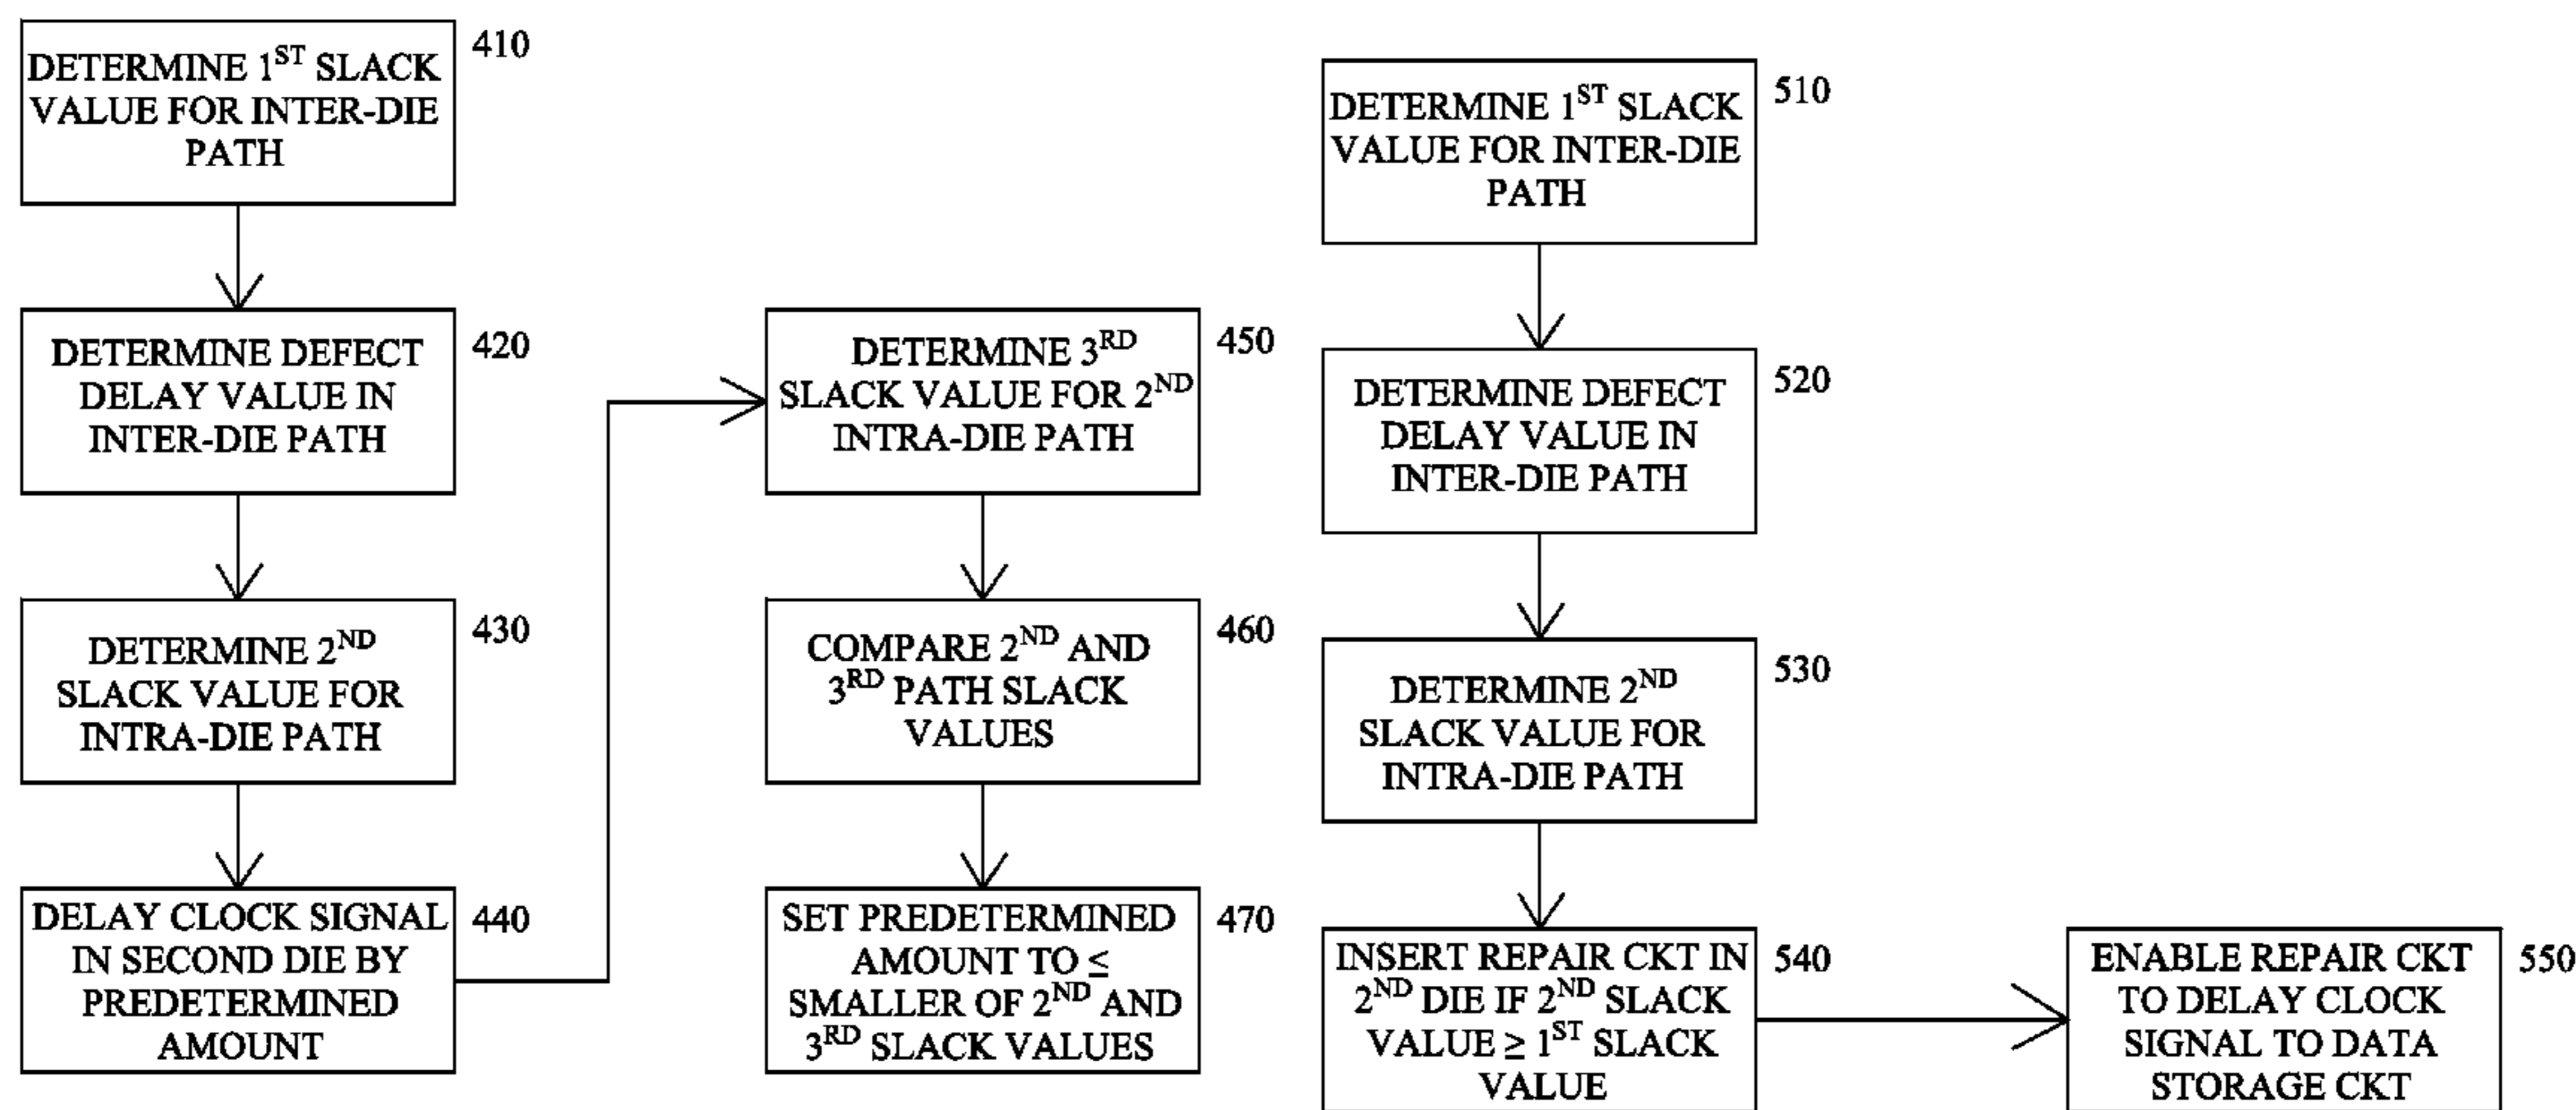 DETERMINE 1ST SLACK
VALUE FOR INTER-DIE
PATH
410
DETERMINE DEFECT
DELAY VALUE IN
INTER-DIE PATH
420
DETERMINE 2ND
SLACK VALUE FOR
INTRA-DIE PATH
430
DELAY CLOCK SIGNAL
IN SECOND DIE BY
PREDETERMINED
AMOUNT
440
DETERMINE 3RD
SLACK VALUE FOR 2ND
INTRA-DIE PATH
450
COMPARE 2ND AND
3RD PATH SLACK
VALUES
460
SET PREDETERMINED
AMOUNT TO ≤
SMALLER OF 2ND AND
3RD SLACK VALUES
470
DETERMINE 1ST SLACK
VALUE FOR INTER-DIE
PATH
510
DETERMINE DEFECT
DELAY VALUE IN
INTER-DIE PATH
520
DETERMINE 2ND
SLACK VALUE FOR
INTRA-DIE PATH
530
INSERT REPAIR CKT IN
2ND DIE IF 2ND SLACK
VALUE ≥ 1ST SLACK
VALUE
540
ENABLE REPAIR CKT
TO DELAY CLOCK
SIGNAL TO DATA
STORAGE CKT
550